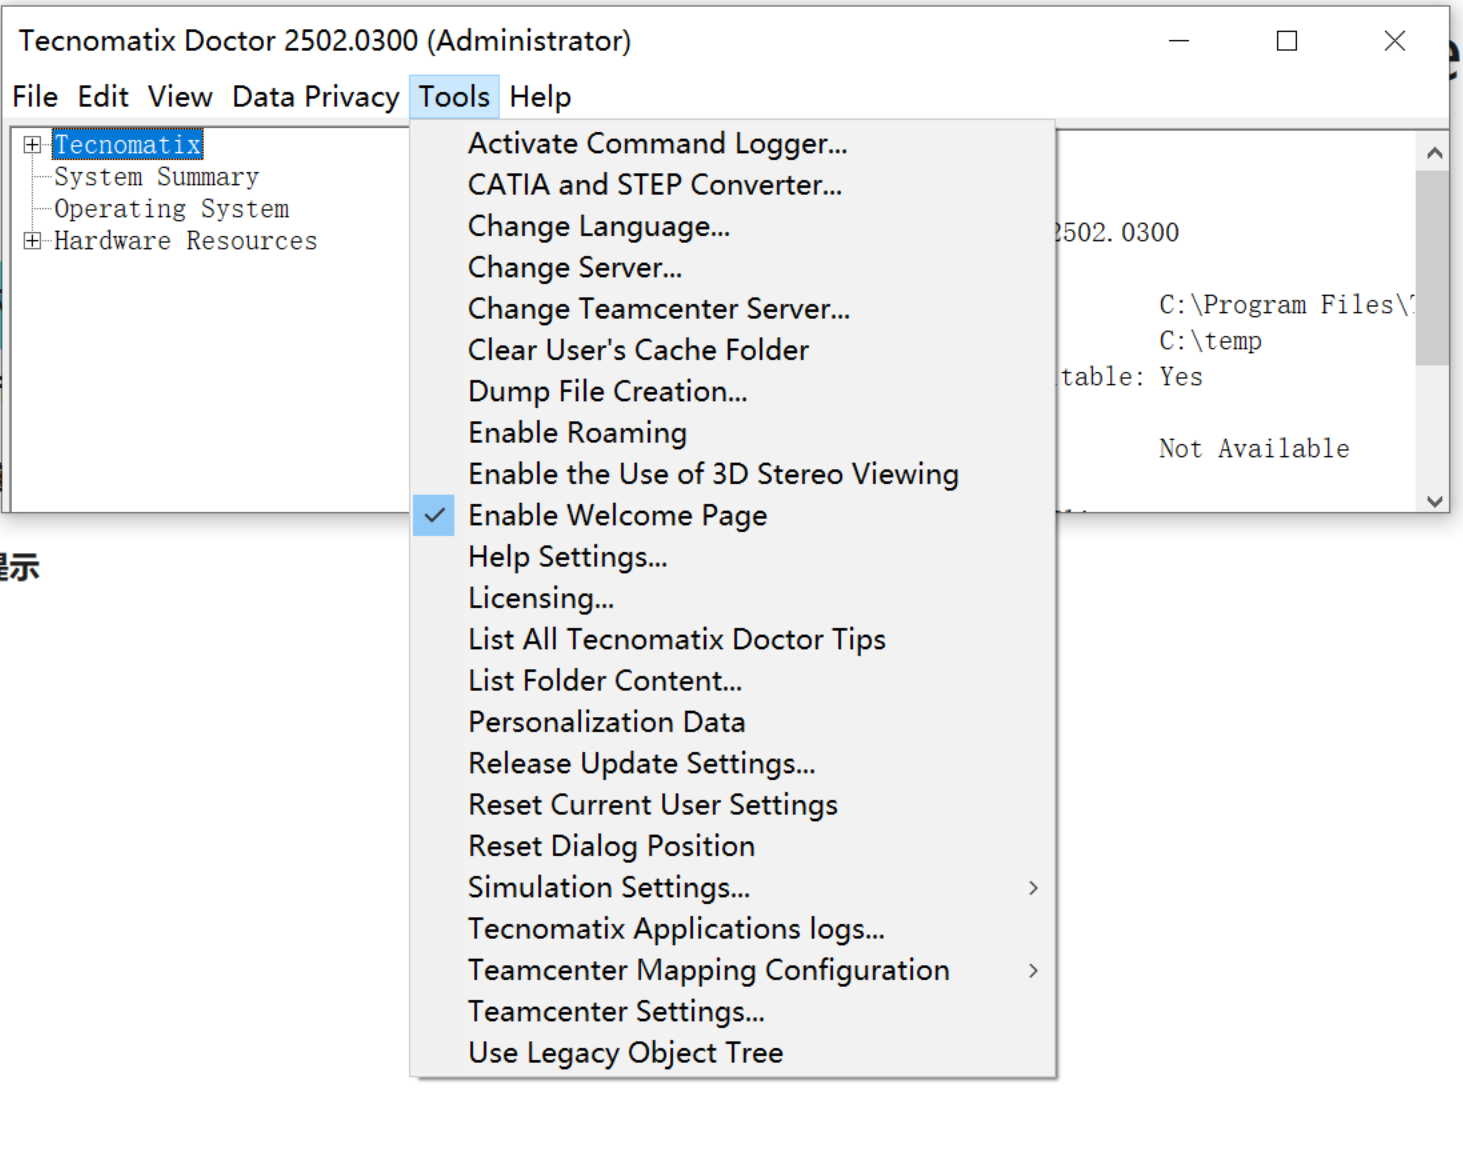 Tecnomatix Doctor 2502.0300 (Administrator)
File Edit View Data Privacy Tools Help
Tecnomatix
System Summary
Operating System
Hardware Resources
Activate Command Logger...
CATIA and STEP Converter...
Change Language...
Change Server...
Change Teamcenter Server...
Clear User's Cache Folder
Dump File Creation...
Enable Roaming
Enable the Use of 3D Stereo Viewing
Enable Welcome Page
Help Settings...
Licensing...
List All Tecnomatix Doctor Tips
List Folder Content...
Personalization Data
Release Update Settings...
Reset Current User Settings
Reset Dialog Position
Simulation Settings...
Tecnomatix Applications logs...
Teamcenter Mapping Configuration
Teamcenter Settings...
Use Legacy Object Tree
2502.0300
C:\Program Files\
C:\temp
table: Yes
Not Available
示